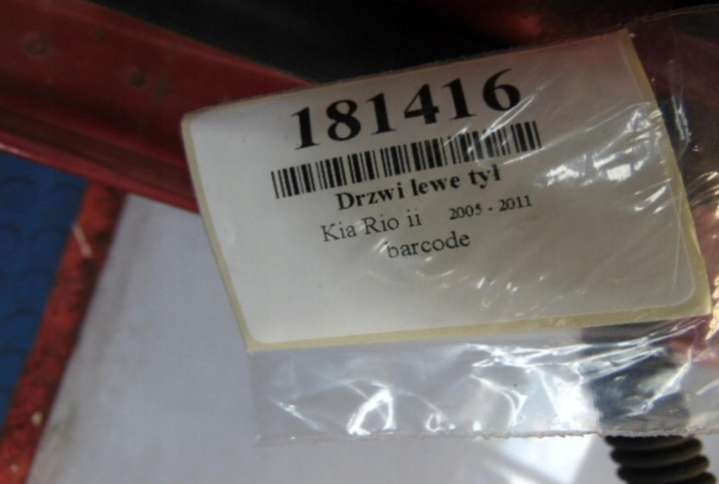 181416
Drzwi lewe tył
Kia Rio ii 2005 - 2011
barcode